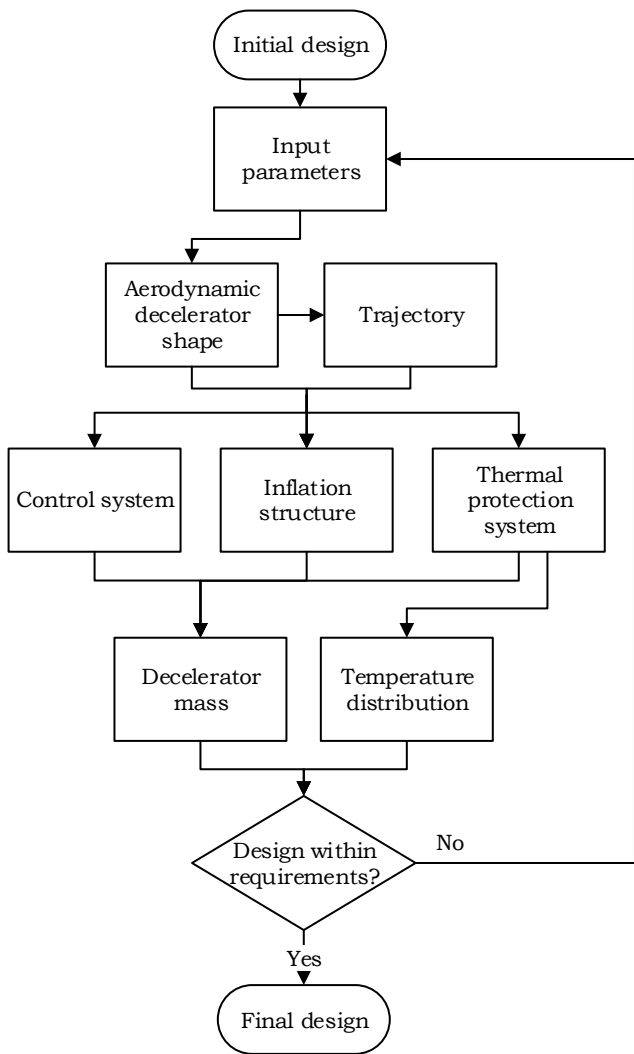 Initial design
Input
parameters
Aerodynamic
decelerator
shape
Trajectory
Control system
Inflation
structure
Thermal
protection
system
Decelerator
mass
Temperature
distribution
Design within
requirements?
No
Yes
Final design